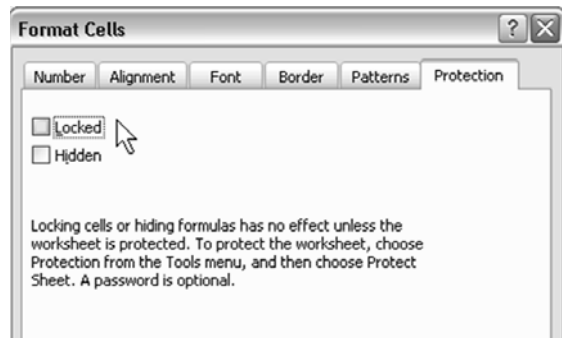 Format Cells
Number Alignment Font Border Patterns Protection
Locked
Hidden
Locking cells or hiding formulas has no effect unless the
worksheet is protected. To protect the worksheet, choose
Protection from the Tools menu, and then choose Protect
Sheet. A password is optional.